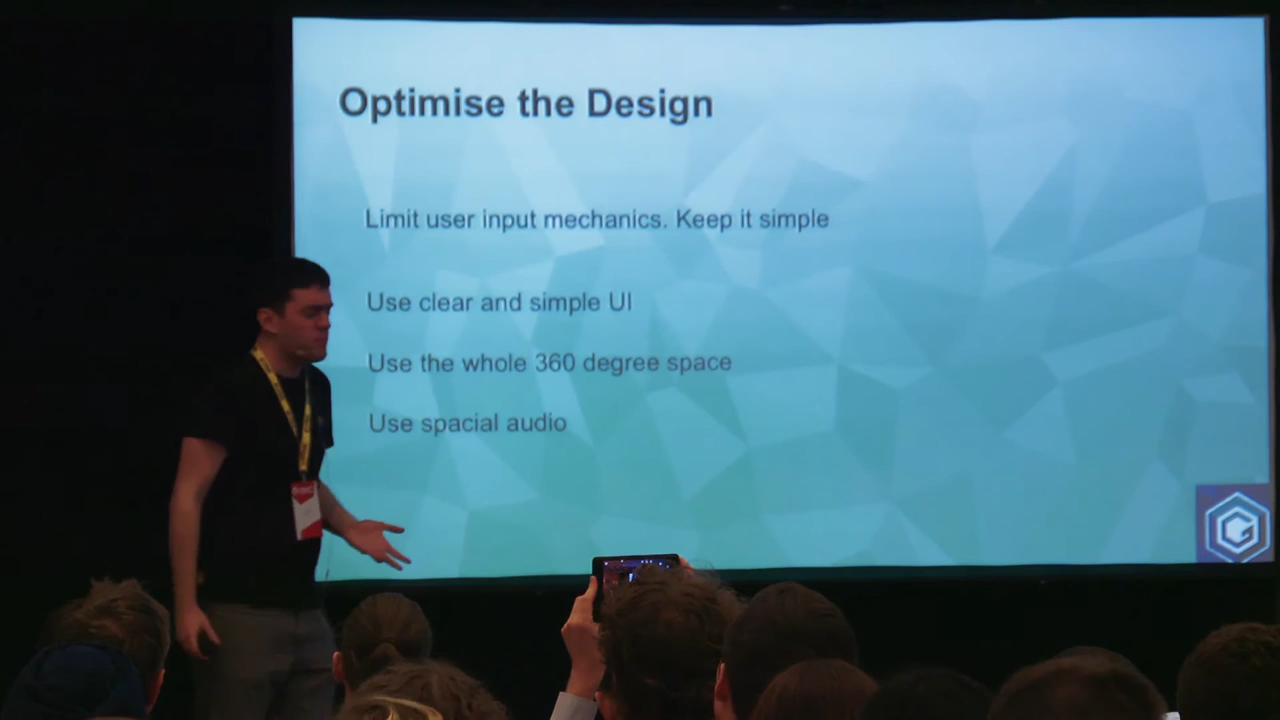 Optimise the Design
Limit user input mechanics. Keep it simple
Use clear and simple UI
Use the whole 360 degree space
Use spacial audio